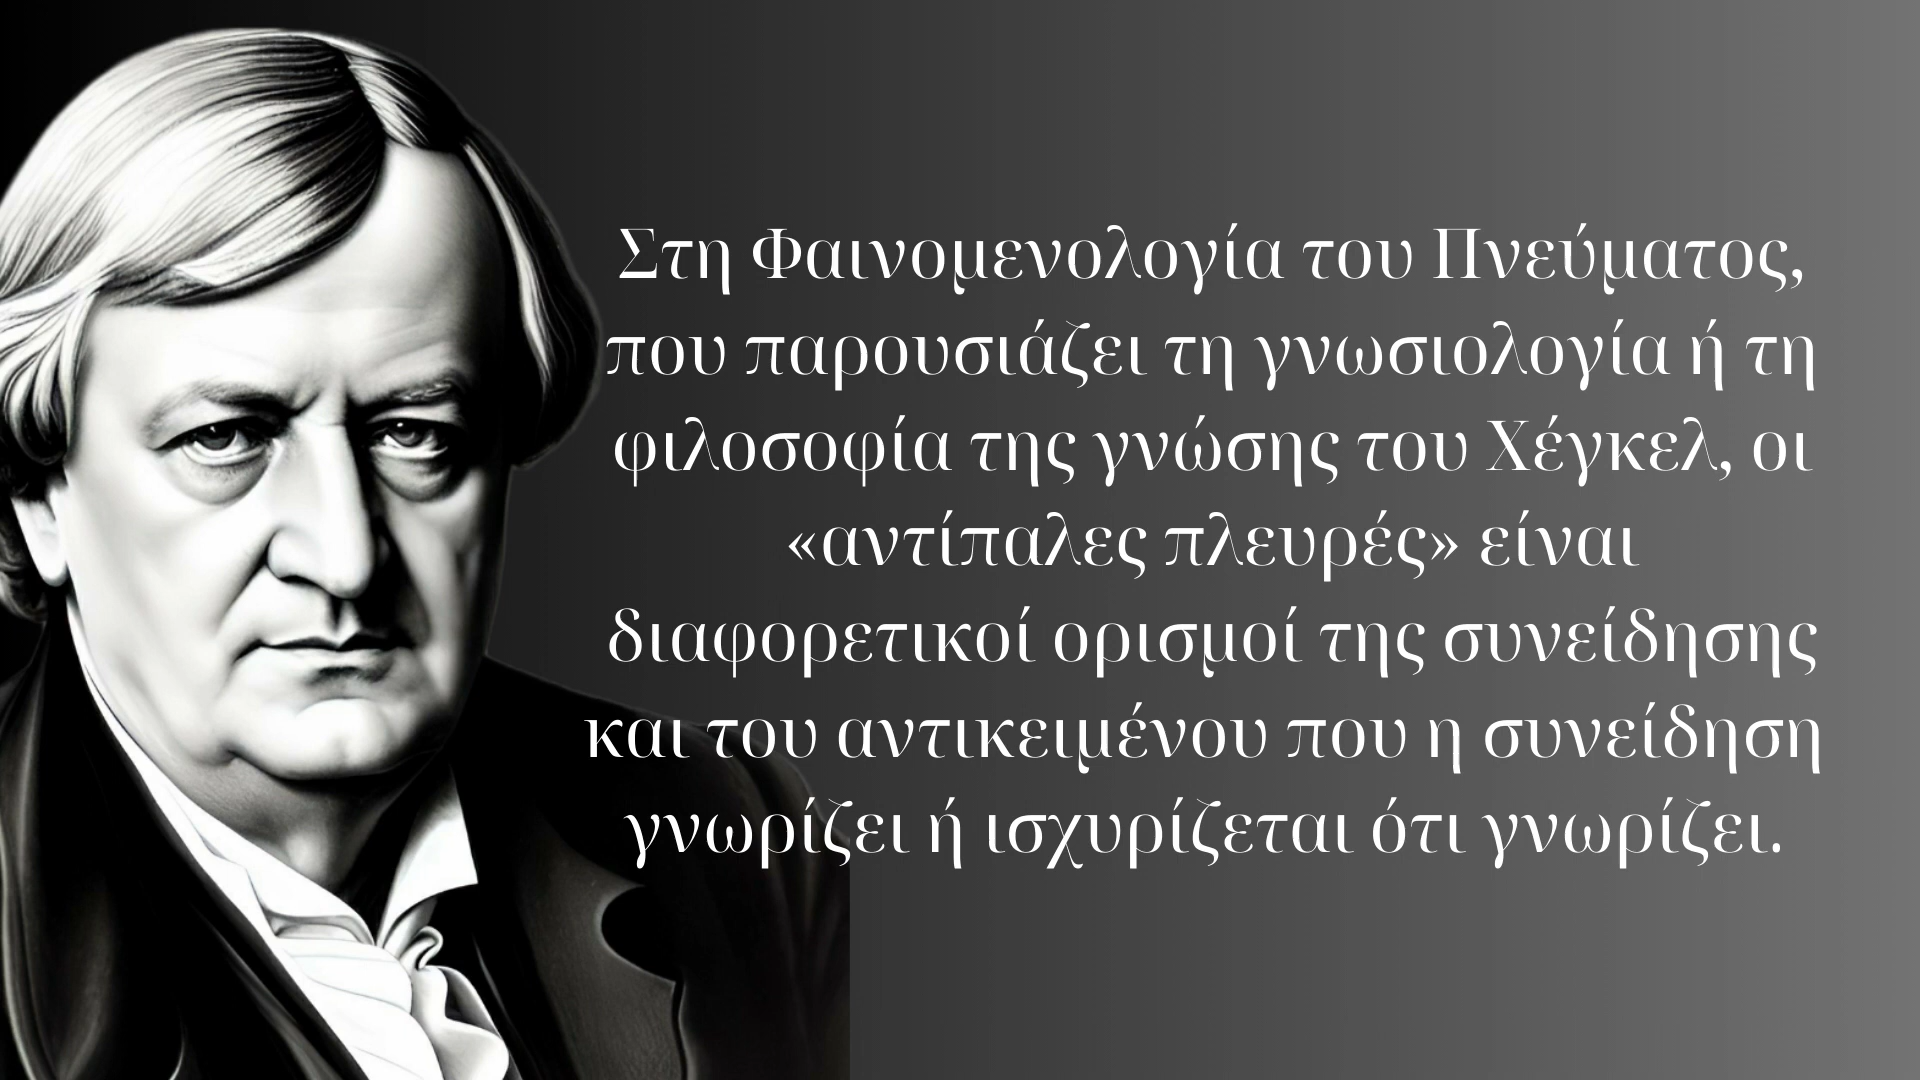 Στη Φαινομενολογία του Πνεύματος,
που παρουσιάζει τη γνωσιολογία ή τη
φιλοσοφία της γνώσης του Χέγκελ, οι
«αντίπαλες πλευρές» είναι
διαφορετικοί ορισμοί της συνείδησης
και του αντικειμένου που η συνείδηση
γνωρίζει ή ισχυρίζεται ότι γνωρίζει.